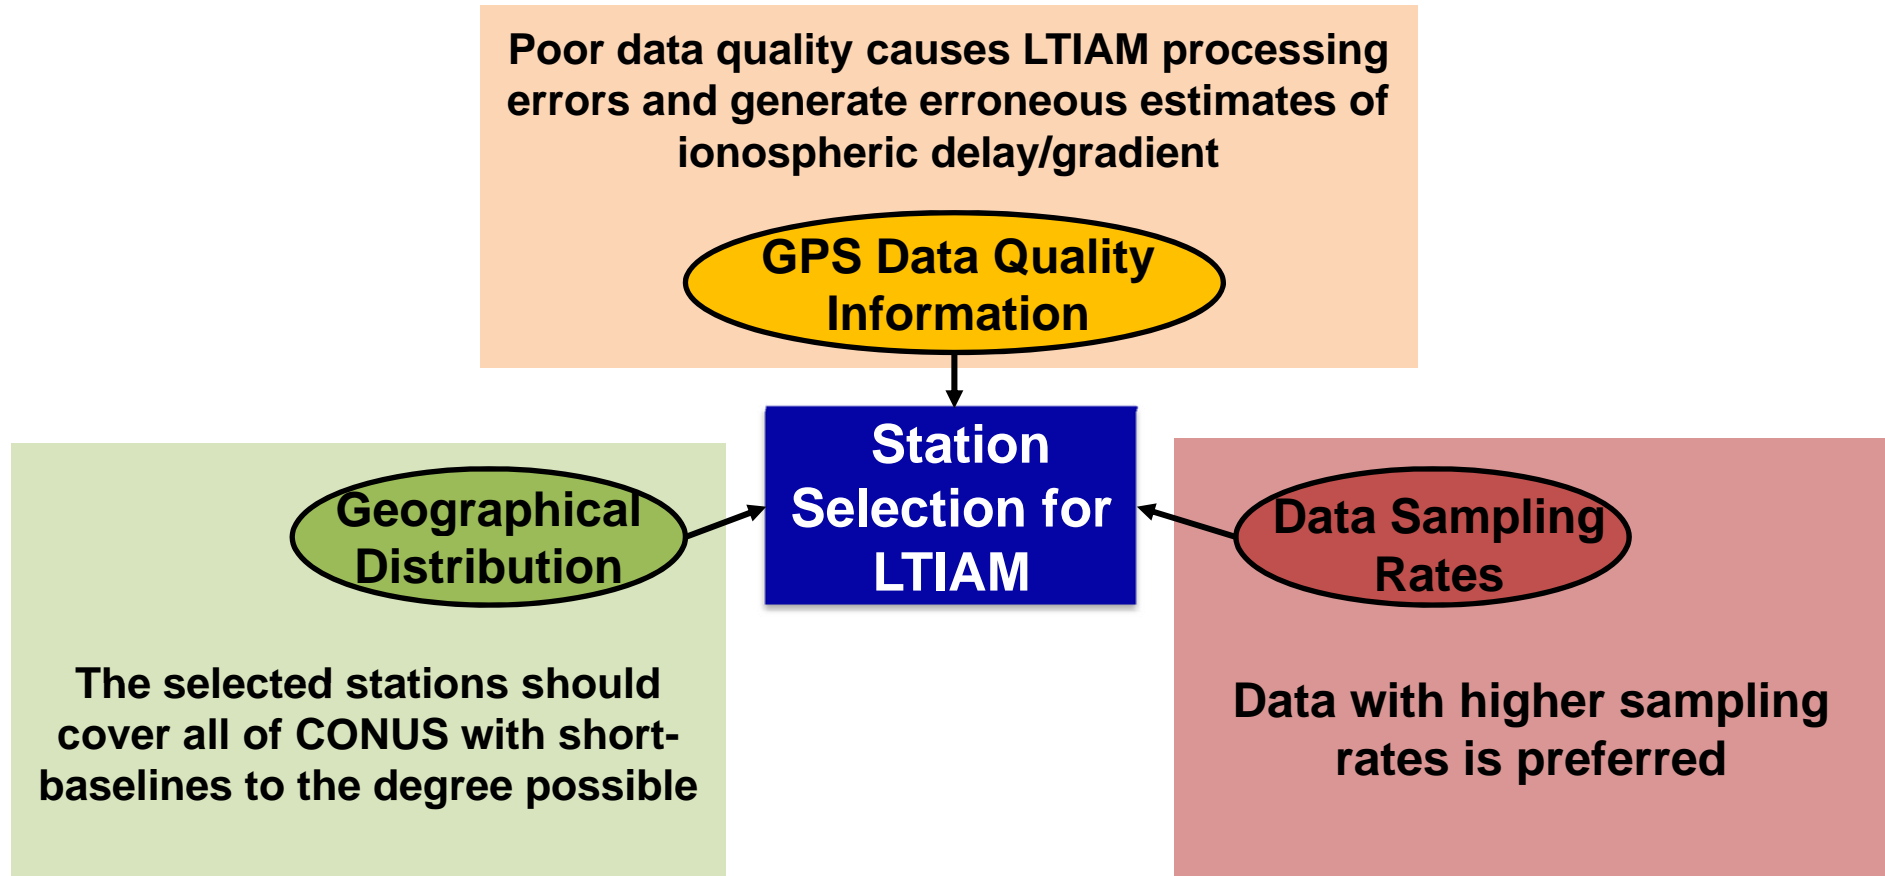 Poor data quality causes LTIAM processing
errors and generate erroneous estimates of
ionospheric delay/gradient
GPS Data Quality
Information
Station
Selection for
LTIAM
Geographical
Distribution
The selected stations should
cover all of CONUS with short-
baselines to the degree possible
Data Sampling
Rates
Data with higher sampling
rates is preferred